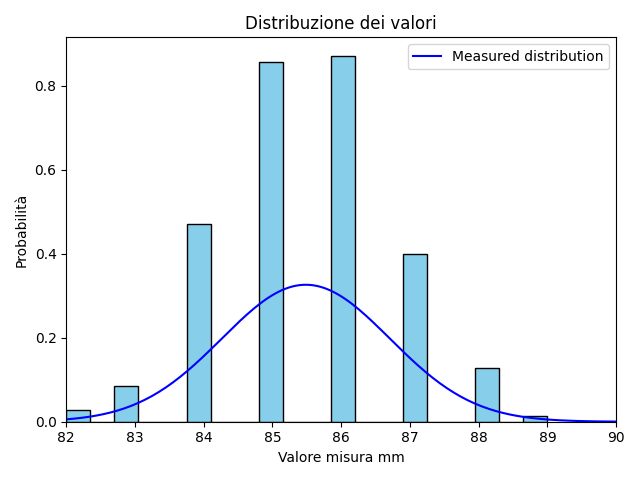 Distribuzione dei valori
Measured distribution
Probabilità
0.8
0.6
0.4
0.2
0.0
82 83 84 85 86 87 88 89 90
Valore misura mm